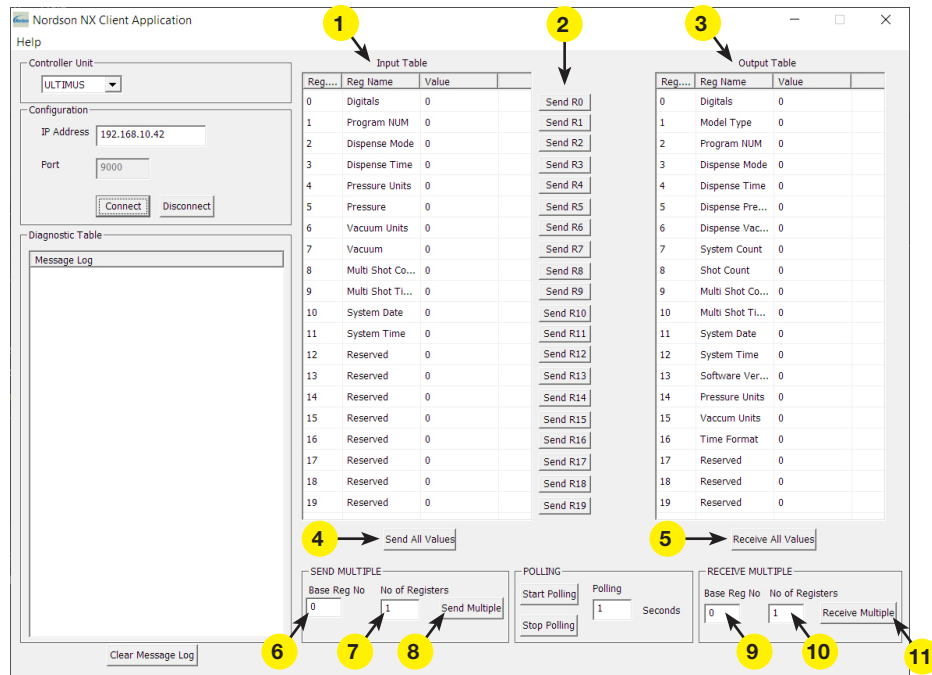 Nordson NX Client Application
Help
1
2
3
Controller Unit
ULTIMUS
Configuration
IP Address 192.168.10.42
Port 9000
Connect Disconnect
Diagnostic Table
Message Log
Clear Message Log
Input Table
Reg.... Reg Name Value
0 Digitals 0
1 Program NUM 0
2 Dispense Mode 0
3 Dispense Time 0
4 Pressure Units 0
5 Pressure 0
6 Vacuum Units 0
7 Vacuum 0
8 Multi Shot Co... 0
9 Multi Shot Ti... 0
10 System Date 0
11 System Time 0
12 Reserved 0
13 Reserved 0
14 Reserved 0
15 Reserved 0
16 Reserved 0
17 Reserved 0
18 Reserved 0
19 Reserved 0
Send R0
Send R1
Send R2
Send R3
Send R4
Send R5
Send R6
Send R7
Send R8
Send R9
Send R10
Send R11
Send R12
Send R13
Send R14
Send R15
Send R16
Send R17
Send R18
Send R19
Output Table
Reg.... Reg Name Value
0 Digitals 0
1 Model Type 0
2 Program NUM 0
3 Dispense Mode 0
4 Dispense Time 0
5 Dispense Pre... 0
6 Dispense Vac... 0
7 System Count 0
8 Shot Count 0
9 Multi Shot Co... 0
10 Multi Shot Ti... 0
11 System Date 0
12 System Time 0
13 Software Ver... 0
14 Pressure Units 0
15 Vaccum Units 0
16 Time Format 0
17 Reserved 0
18 Reserved 0
19 Reserved 0
4 Send All Values
5 Receive All Values
SEND MULTIPLE
Base Reg No No of Registers
0 1 Send Multiple
6 7 8
POLLING
Start Polling Polling
1 Seconds
Stop Polling
RECEIVE MULTIPLE
Base Reg No No of Registers
0 1 Receive Multiple
9 10 11